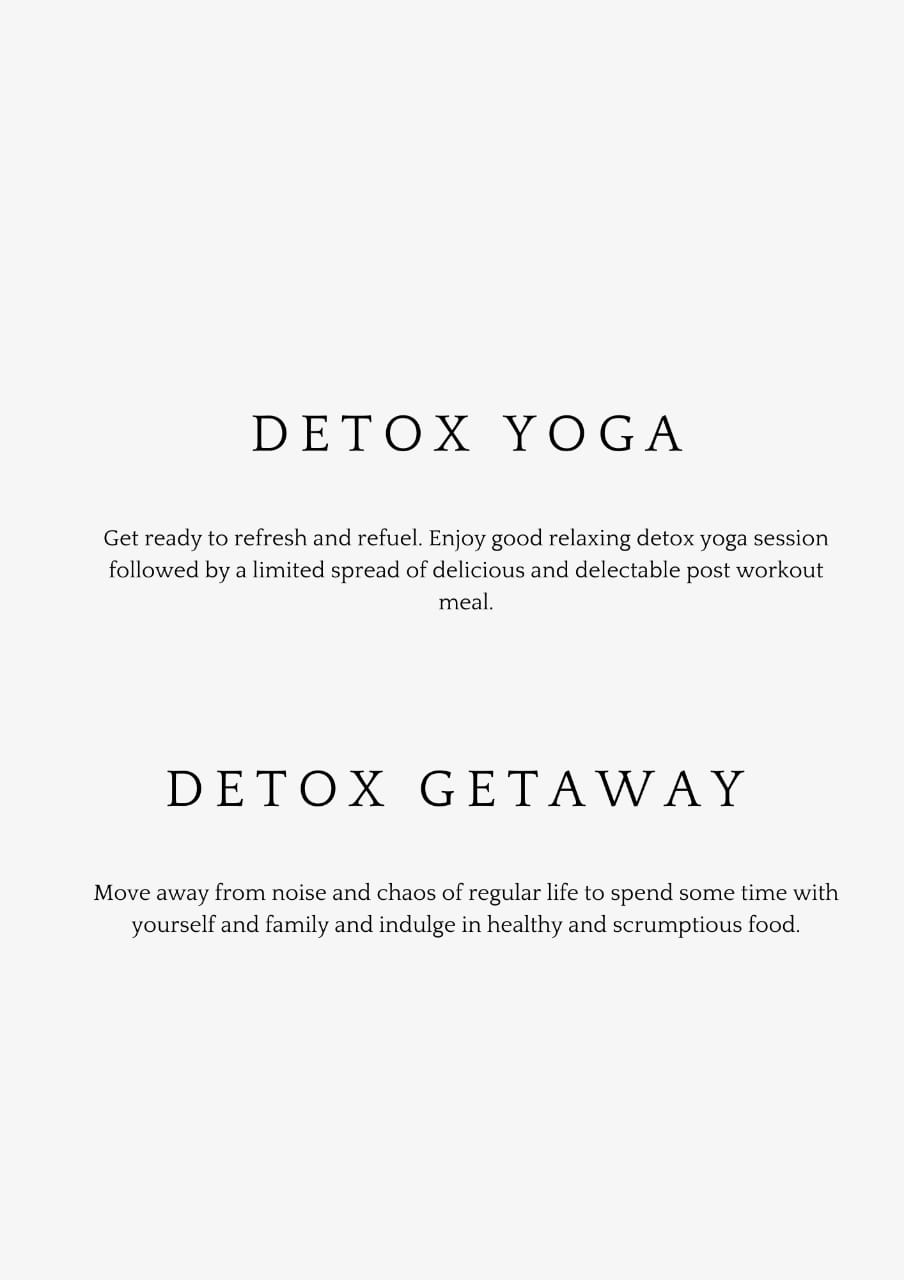 DETOX YOGA
Get ready to refresh and refuel. Enjoy good relaxing detox yoga session
followed by a limited spread of delicious and delectable post workout
meal.
DETOX GETAWAY
Move away from noise and chaos of regular life to spend some time with
yourself and family and indulge in healthy and scrumptious food.